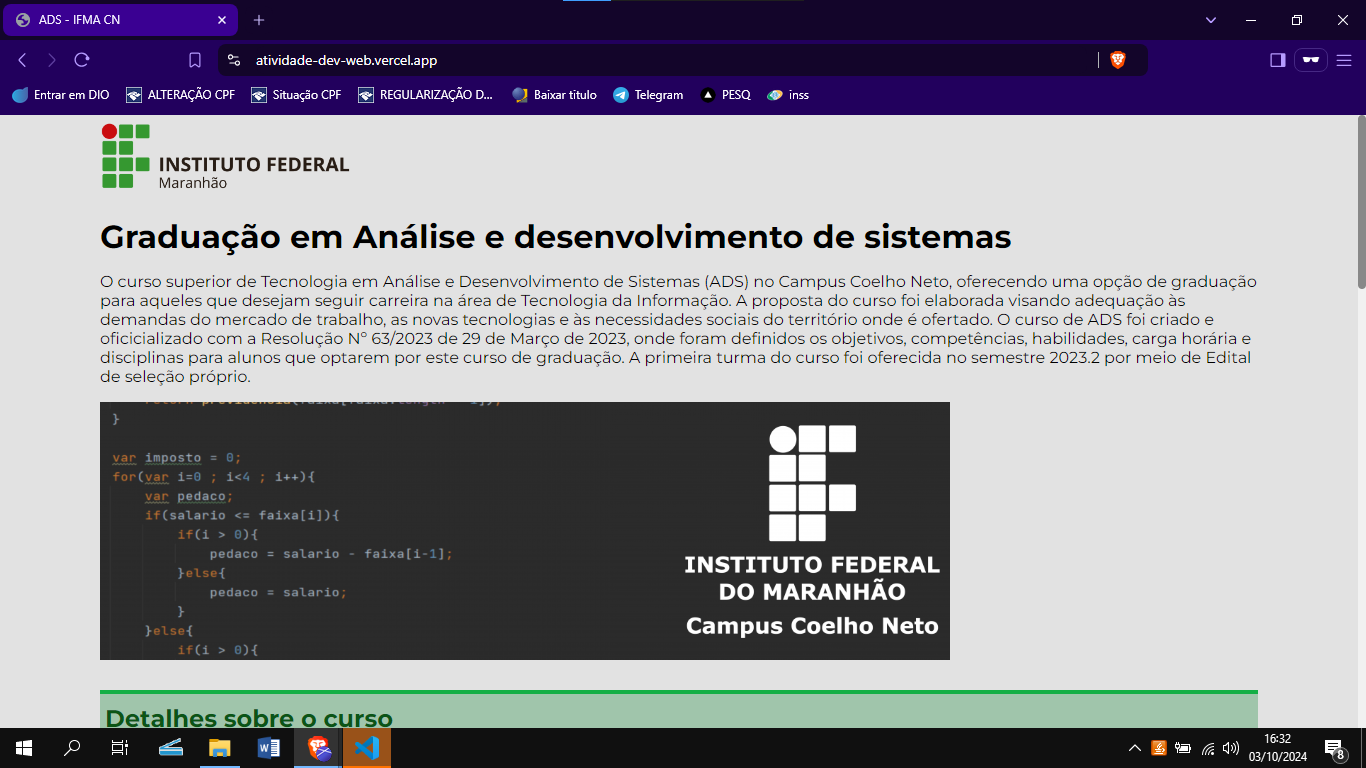 ADS - IFMA CN
atividade-dev-web.vercel.app
Entrar em DIO
ALTERAÇÃO CPF
Situação CPF
REGULARIZAÇÃO D...
Baixar título
Telegram
PESQ
inss
INSTITUTO FEDERAL
Maranhão
Graduação em Análise e desenvolvimento de sistemas
O curso superior de Tecnologia em Análise e Desenvolvimento de Sistemas (ADS) no Campus Coelho Neto, oferecendo uma opção de graduação
para aqueles que desejam seguir carreira na área de Tecnologia da Informação. A proposta do curso foi elaborada visando adequação às
demandas do mercado de trabalho, as novas tecnologias e às necessidades sociais do território onde é ofertado. O curso de ADS foi criado e
oficicializado com a Resolução Nº 63/2023 de 29 de Março de 2023, onde foram definidos os objetivos, competências, habilidades, carga horária e
disciplinas para alunos que optarem por este curso de graduação. A primeira turma do curso foi oferecida no semestre 2023.2 por meio de Edital
de seleção próprio.
}
var imposto = 0;
for(var i=0 ; i<4 ; i++){
var pedaco;
if(salario <= faixa[i]){
if(i > 0){
pedaco = salario - faixa[i-1];
}else{
pedaco = salario;
}
}else{
if(i > 0){
INSTITUTO FEDERAL
DO MARANHÃO
Campus Coelho Neto
Detalhes sobre o curso
16:32
03/10/2024
8